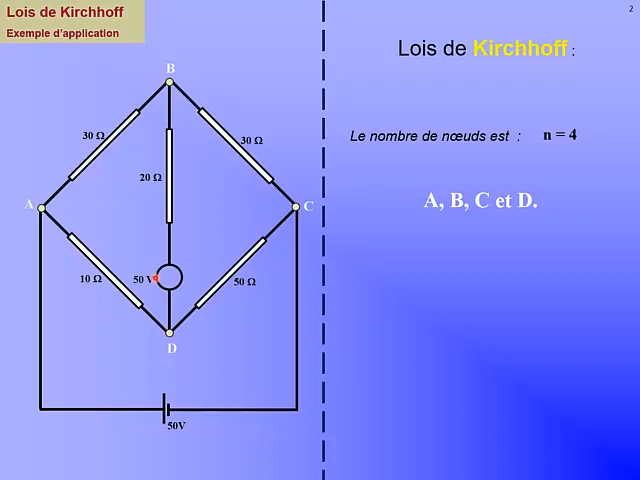 Lois de Kirchhoff
Exemple d'application
2
Lois de Kirchhoff :
Le nombre de nœuds est : n = 4
A, B, C et D.
B
30 Ω
30 Ω
20 Ω
A
C
10 Ω
50 V
50 Ω
D
50V